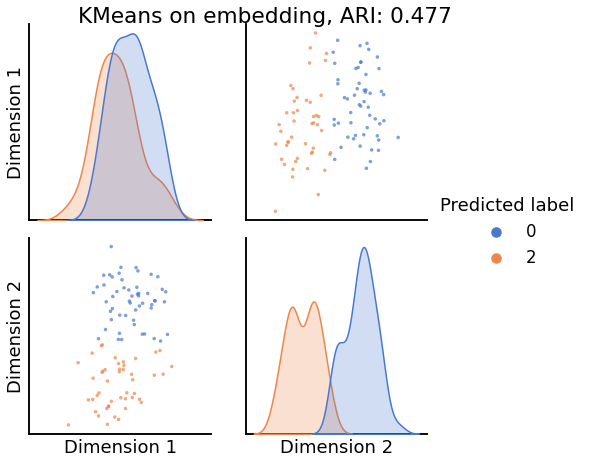 KMeans on embedding, ARI: 0.477
Dimension 1
Predicted label
0
2
Dimension 2
Dimension 1
Dimension 2